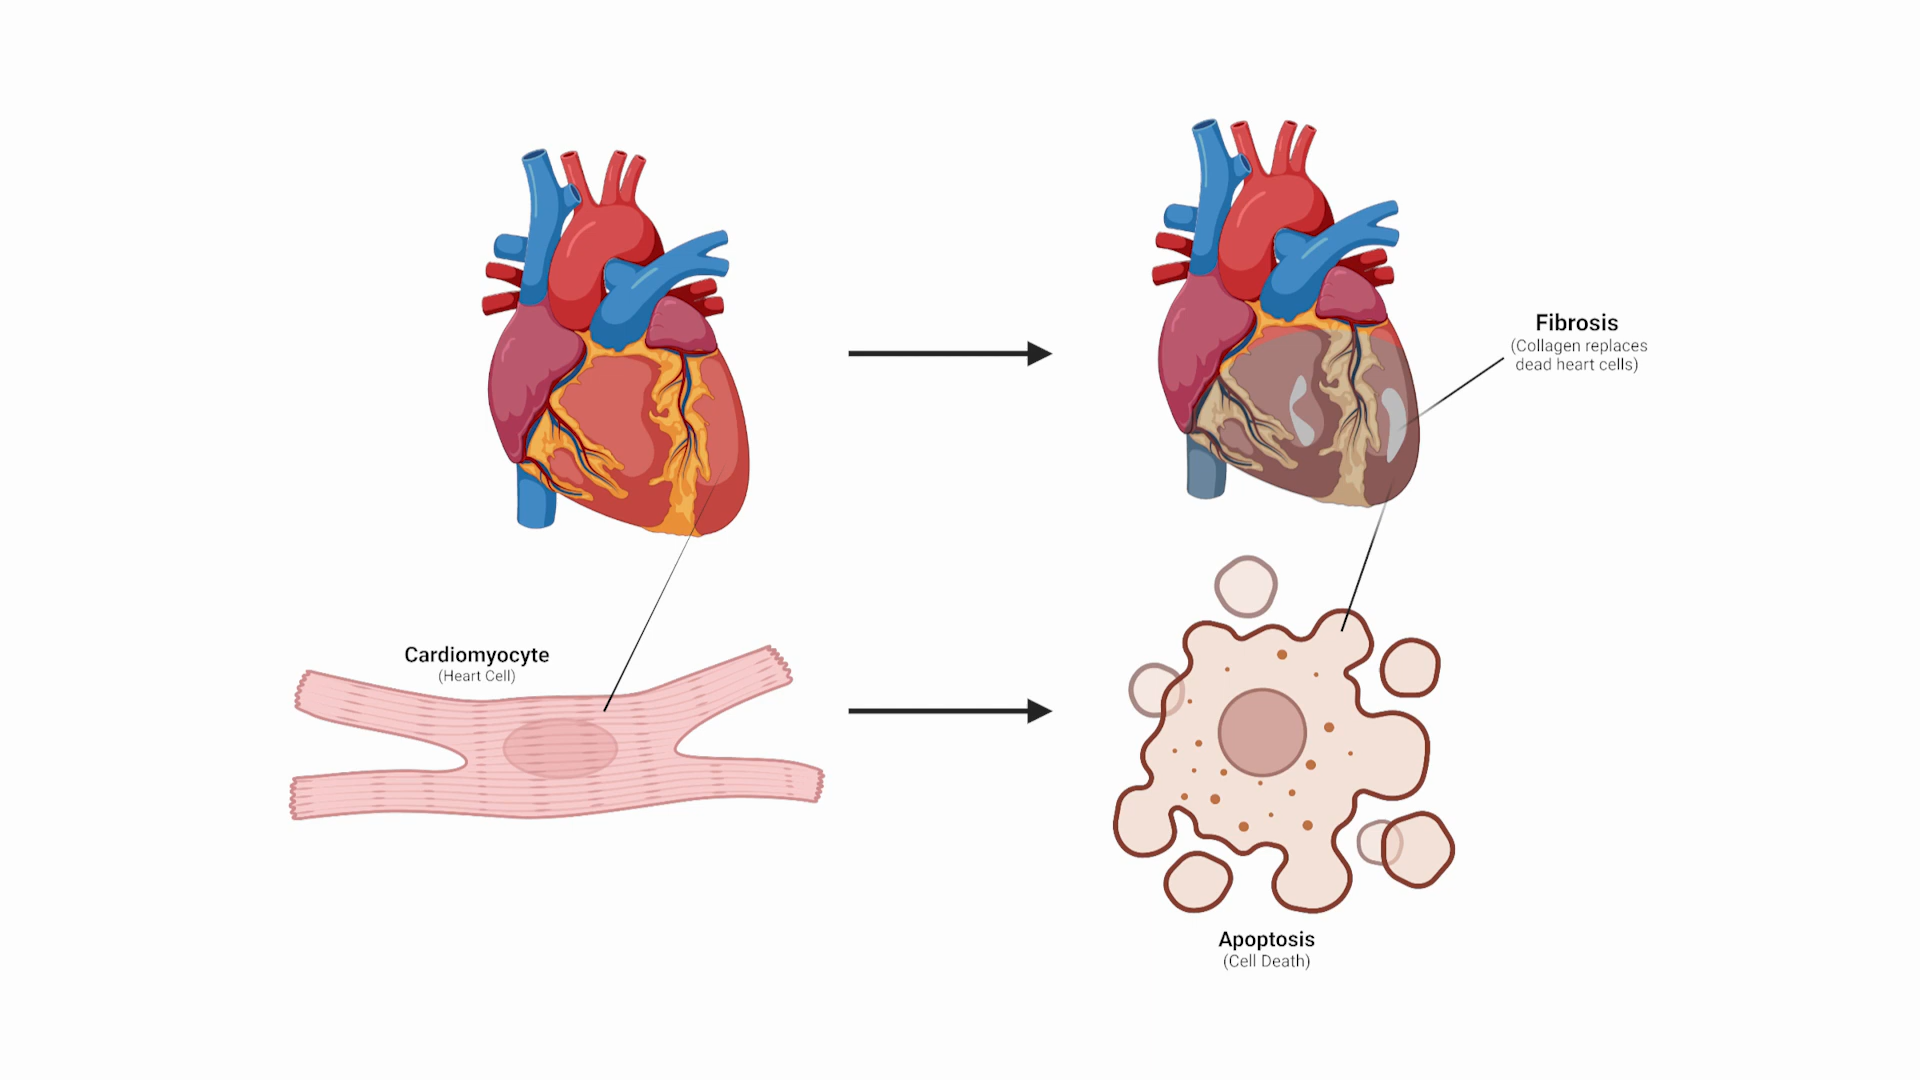 Fibrosis
(Collagen replaces
dead heart cells)
Cardiomyocyte
(Heart Cell)
Apoptosis
(Cell Death)